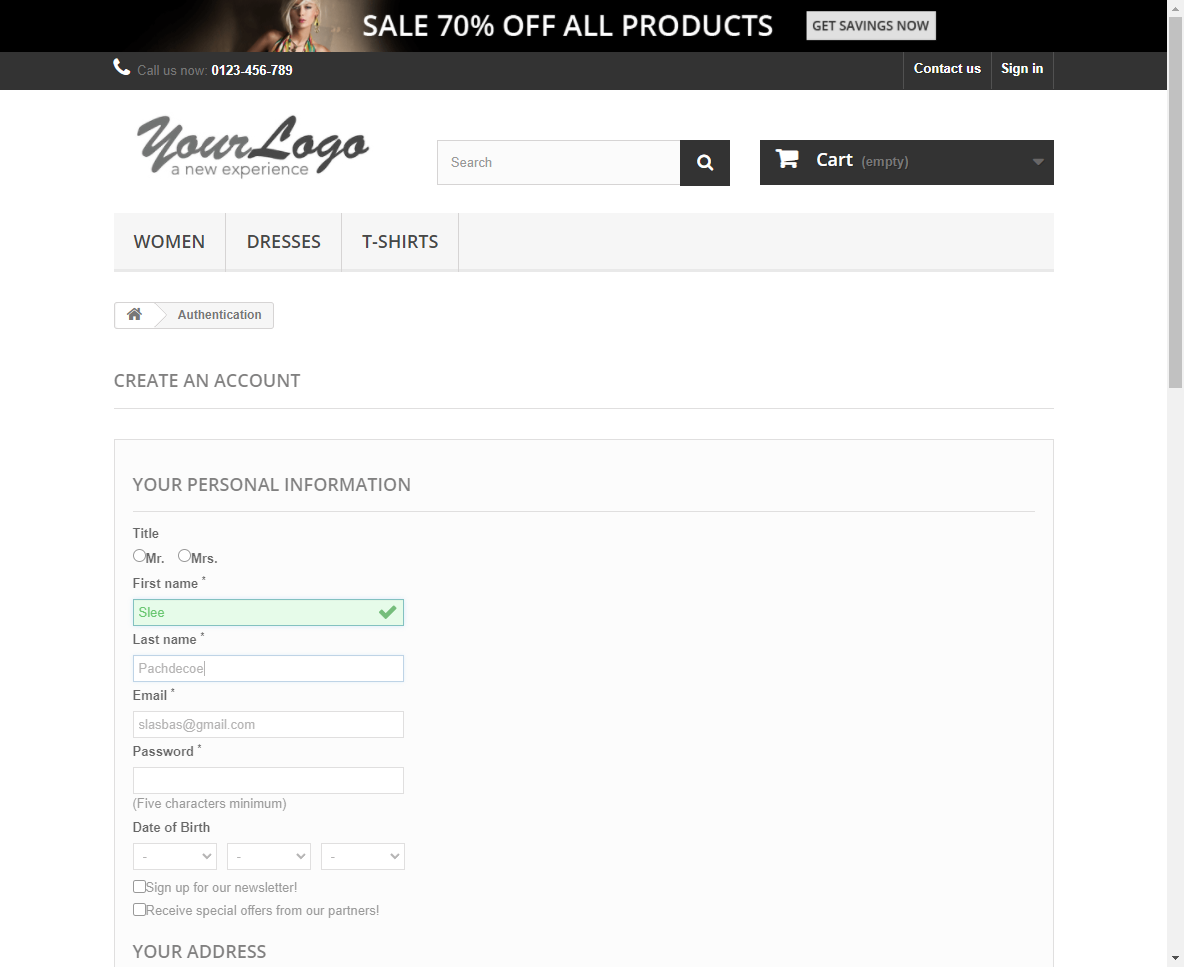 SALE 70% OFF ALL PRODUCTS GET SAVINGS NOW
Call us now: 0123-456-789 Contact us Sign in
YourLogo
a new experience
Search
Cart (empty)
WOMEN DRESSES T-SHIRTS
Authentication
CREATE AN ACCOUNT
YOUR PERSONAL INFORMATION
Title
Mr. Mrs.
First name *
Slee
Last name *
Pachdecoe
Email *
slasbas@gmail.com
Password *
(Five characters minimum)
Date of Birth
- - -
Sign up for our newsletter!
Receive special offers from our partners!
YOUR ADDRESS